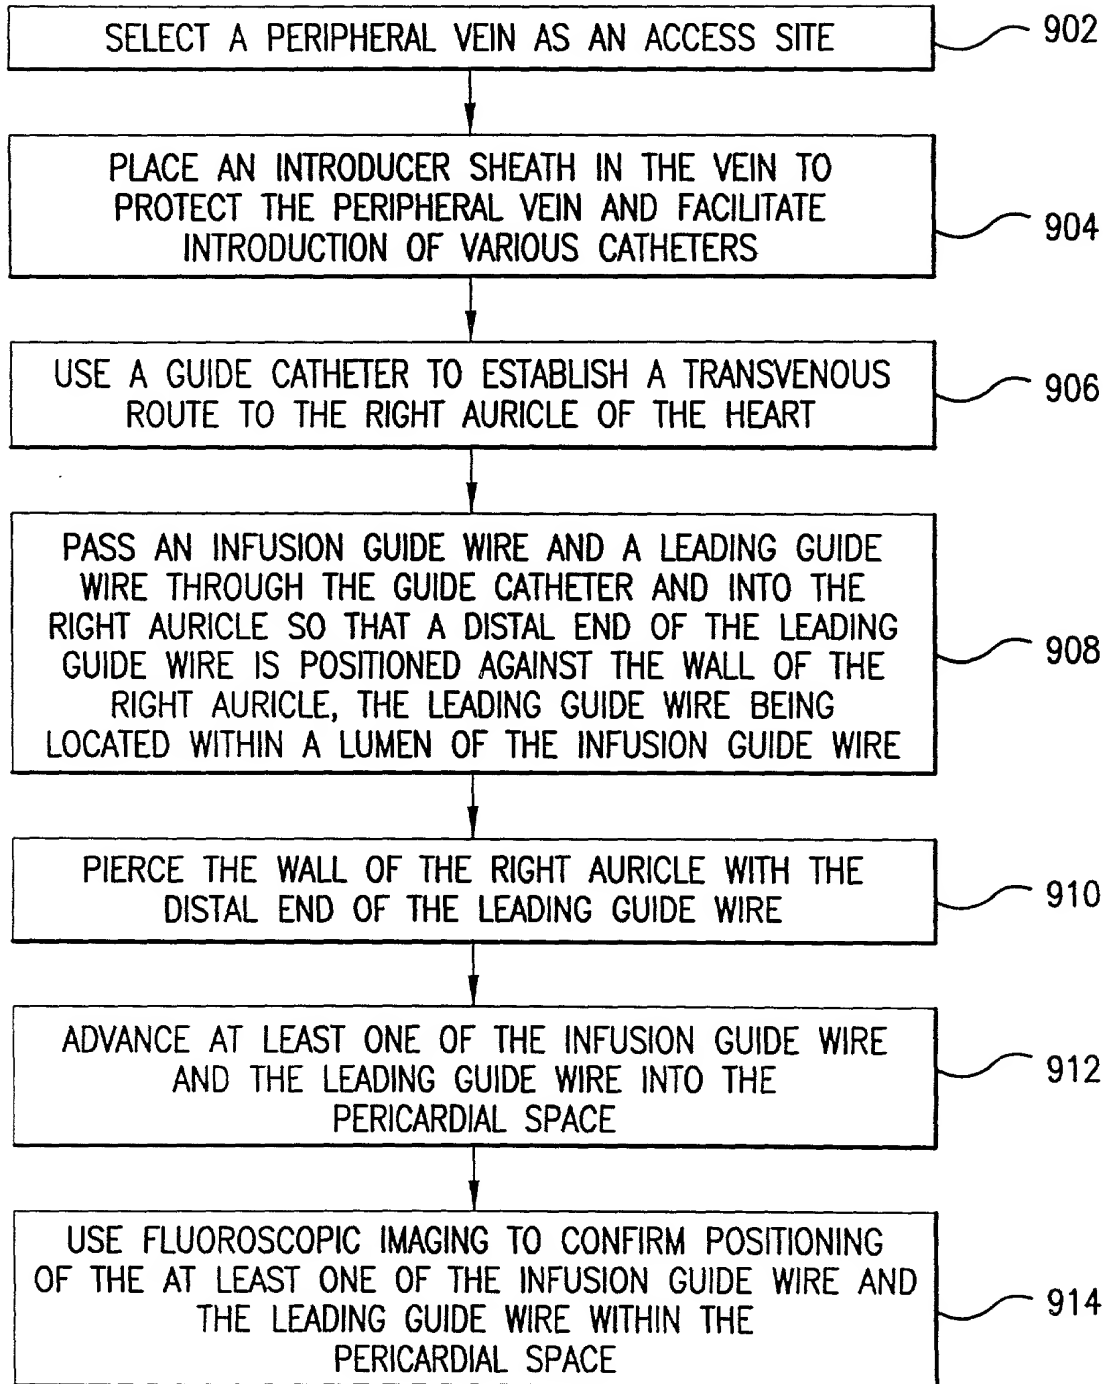 SELECT A PERIPHERAL VEIN AS AN ACCESS SITE
902
PLACE AN INTRODUCER SHEATH IN THE VEIN TO
PROTECT THE PERIPHERAL VEIN AND FACILITATE
INTRODUCTION OF VARIOUS CATHETERS
904
USE A GUIDE CATHETER TO ESTABLISH A TRANSVENOUS
ROUTE TO THE RIGHT AURICLE OF THE HEART
906
PASS AN INFUSION GUIDE WIRE AND A LEADING GUIDE
WIRE THROUGH THE GUIDE CATHETER AND INTO THE
RIGHT AURICLE SO THAT A DISTAL END OF THE LEADING
GUIDE WIRE IS POSITIONED AGAINST THE WALL OF THE
RIGHT AURICLE, THE LEADING GUIDE WIRE BEING
LOCATED WITHIN A LUMEN OF THE INFUSION GUIDE WIRE
908
PIERCE THE WALL OF THE RIGHT AURICLE WITH THE
DISTAL END OF THE LEADING GUIDE WIRE
910
ADVANCE AT LEAST ONE OF THE INFUSION GUIDE WIRE
AND THE LEADING GUIDE WIRE INTO THE
PERICARDIAL SPACE
912
USE FLUOROSCOPIC IMAGING TO CONFIRM POSITIONING
OF THE AT LEAST ONE OF THE INFUSION GUIDE WIRE AND
THE LEADING GUIDE WIRE WITHIN THE
PERICARDIAL SPACE
914